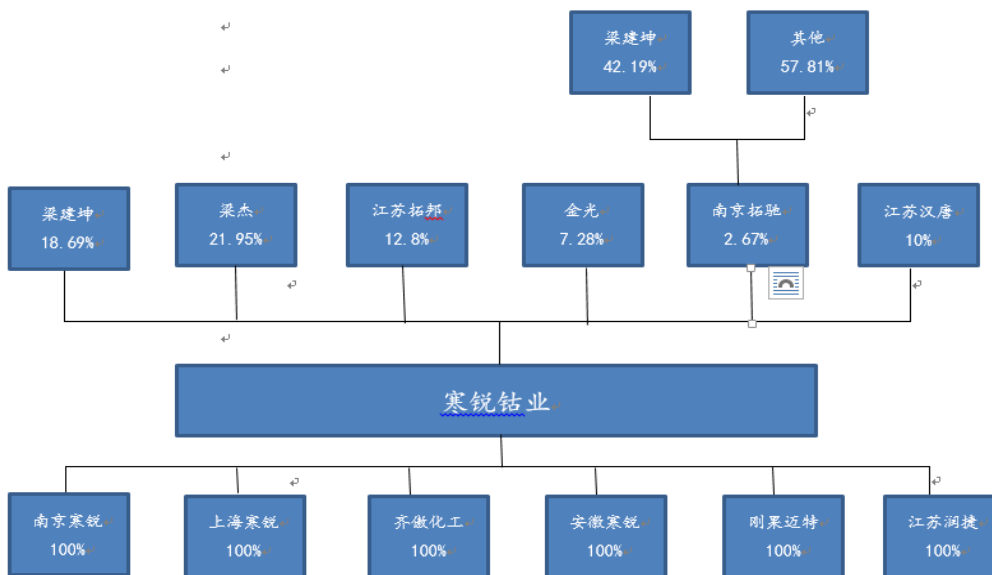 梁建坤
42.19%
其他
57.81%
梁建坤
18.69%
梁杰
21.95%
江苏拓邦
12.8%
金光
7.28%
南京拓驰
2.67%
江苏汉唐
10%
寒锐钴业
南京寒锐
100%
上海寒锐
100%
齐傲化工
100%
安徽寒锐
100%
刚果迈特
100%
江苏润捷
100%